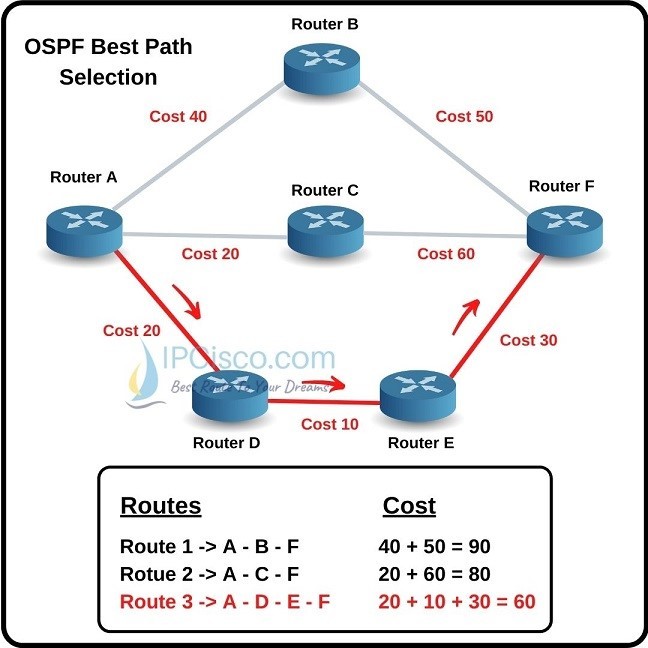 OSPF Best Path
Selection
Router B
Cost 40
Cost 50
Router A
Router C
Router F
Cost 20
Cost 60
Cost 20
Cost 30
IPCisco.com
Best Route To Your Dreams
Cost 10
Router D
Router E
Routes
Cost
Route 1 -> A - B - F
40 + 50 = 90
Rotue 2 -> A - C - F
20 + 60 = 80
Route 3 -> A - D - E - F
20 + 10 + 30 = 60